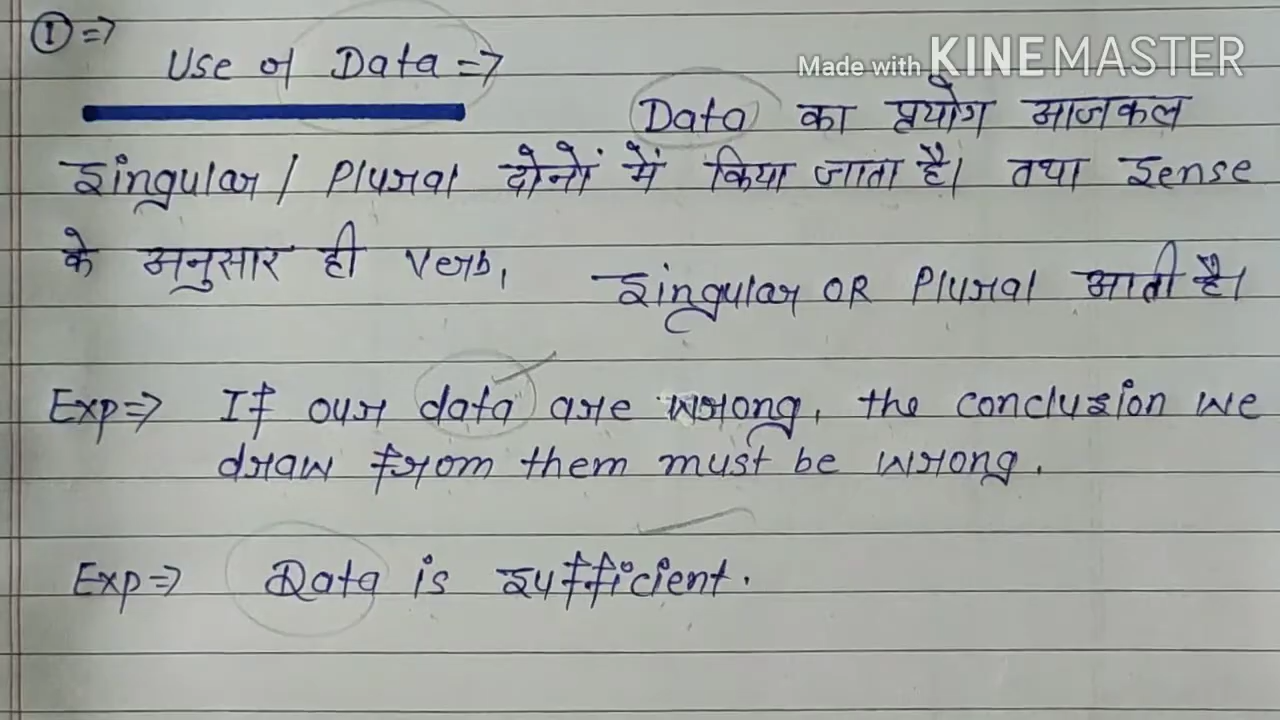 ①⇒
Use of Data ⇒
Made with KINEMASTER
Data का प्रयोग आजकल
Singular / Plural दोनों में किया जाता है। तथा Sense
के अनुसार ही Verb, Singular OR Plural आती है।
Exp⇒ If our data are wrong, the conclusion we
draw from them must be wrong.
Exp⇒ Data is sufficient.